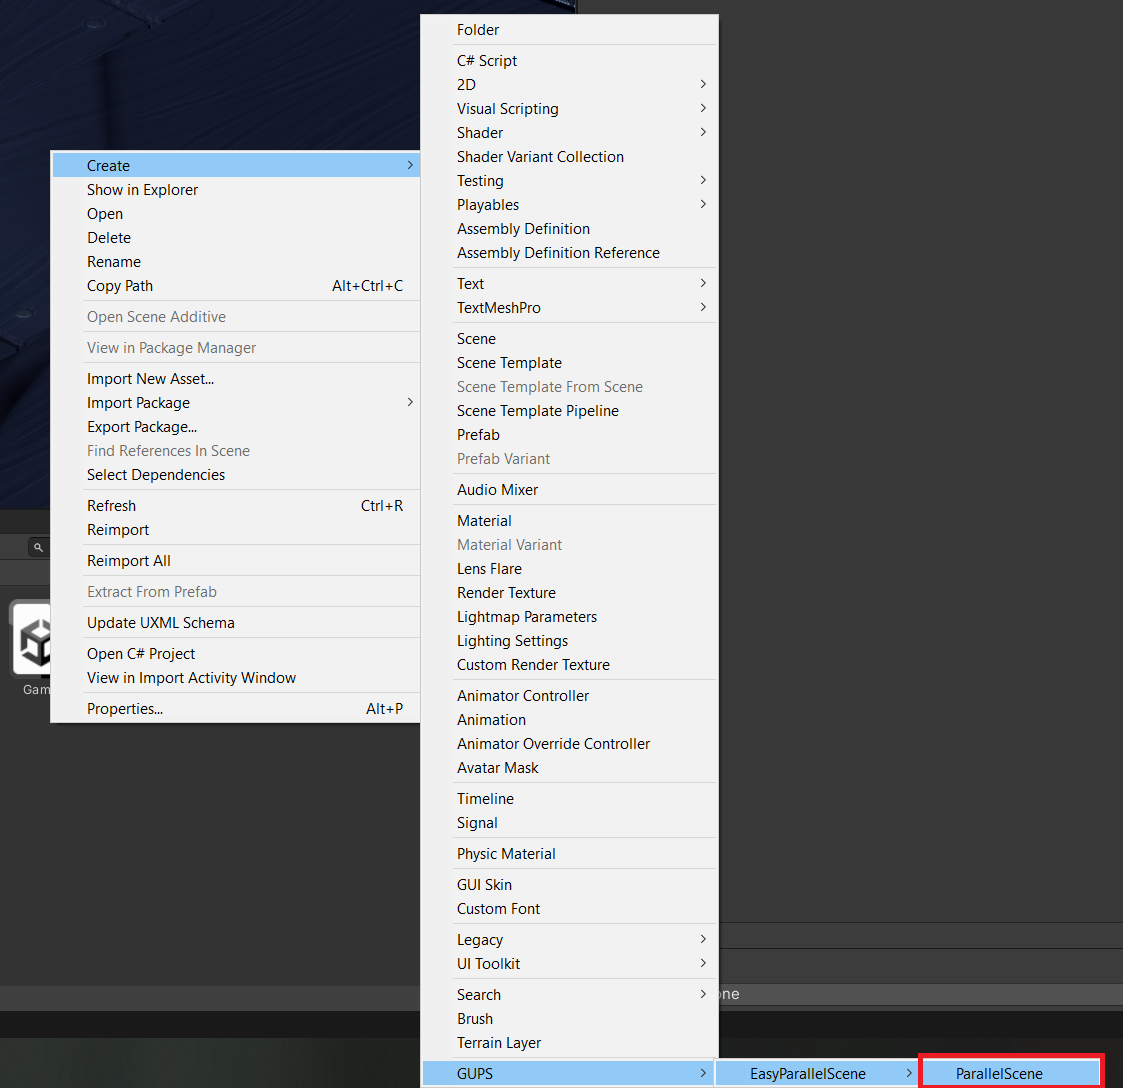 Create
Show in Explorer
Open
Delete
Rename
Copy Path Alt+Ctrl+C
Open Scene Additive
View in Package Manager
Import New Asset...
Import Package
Export Package...
Find References In Scene
Select Dependencies
Refresh Ctrl+R
Reimport
Reimport All
Extract From Prefab
Update UXML Schema
Open C# Project
View in Import Activity Window
Properties... Alt+P
Folder
C# Script
2D
Visual Scripting
Shader
Shader Variant Collection
Testing
Playables
Assembly Definition
Assembly Definition Reference
Text
TextMeshPro
Scene
Scene Template
Scene Template From Scene
Scene Template Pipeline
Prefab
Prefab Variant
Audio Mixer
Material
Material Variant
Lens Flare
Render Texture
Lightmap Parameters
Lighting Settings
Custom Render Texture
Animator Controller
Animation
Animator Override Controller
Avatar Mask
Timeline
Signal
Physic Material
GUI Skin
Custom Font
Legacy
UI Toolkit
Search
Brush
Terrain Layer
GUPS
EasyParallelScene
ParallelScene
Gam